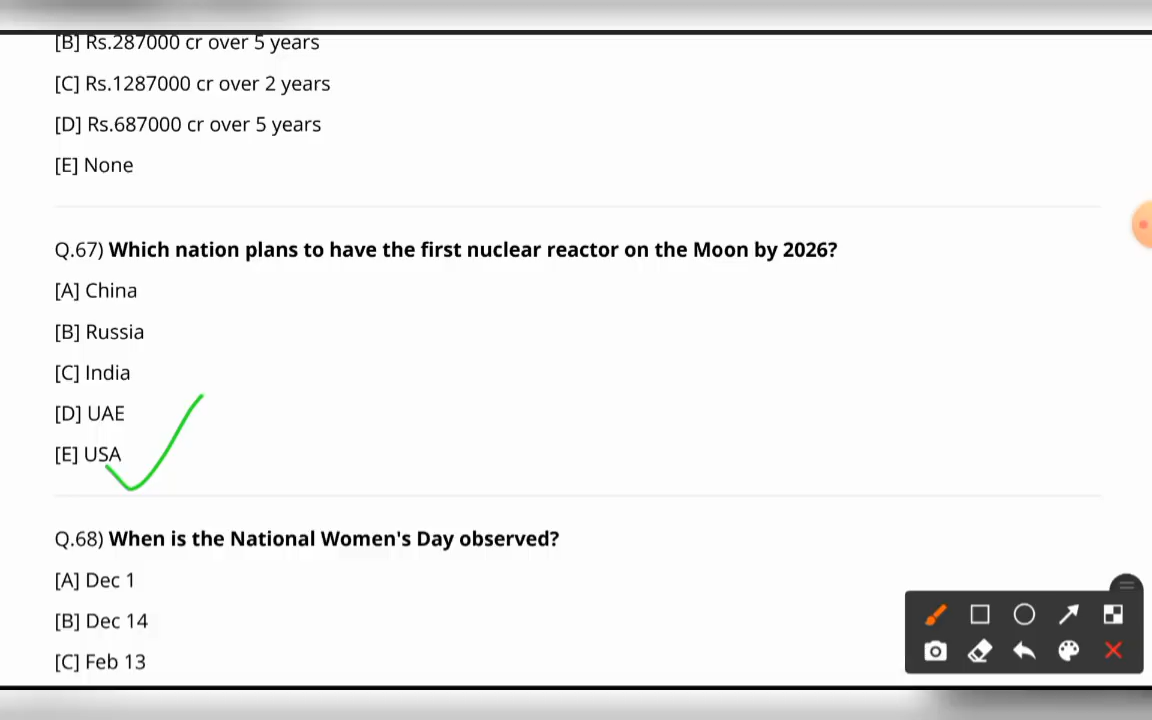 [B] Rs.287000 cr over 5 years
[C] Rs.1287000 cr over 2 years
[D] Rs.687000 cr over 5 years
[E] None
Q.67) Which nation plans to have the first nuclear reactor on the Moon by 2026?
[A] China
[B] Russia
[C] India
[D] UAE
[E] USA
Q.68) When is the National Women's Day observed?
[A] Dec 1
[B] Dec 14
[C] Feb 13